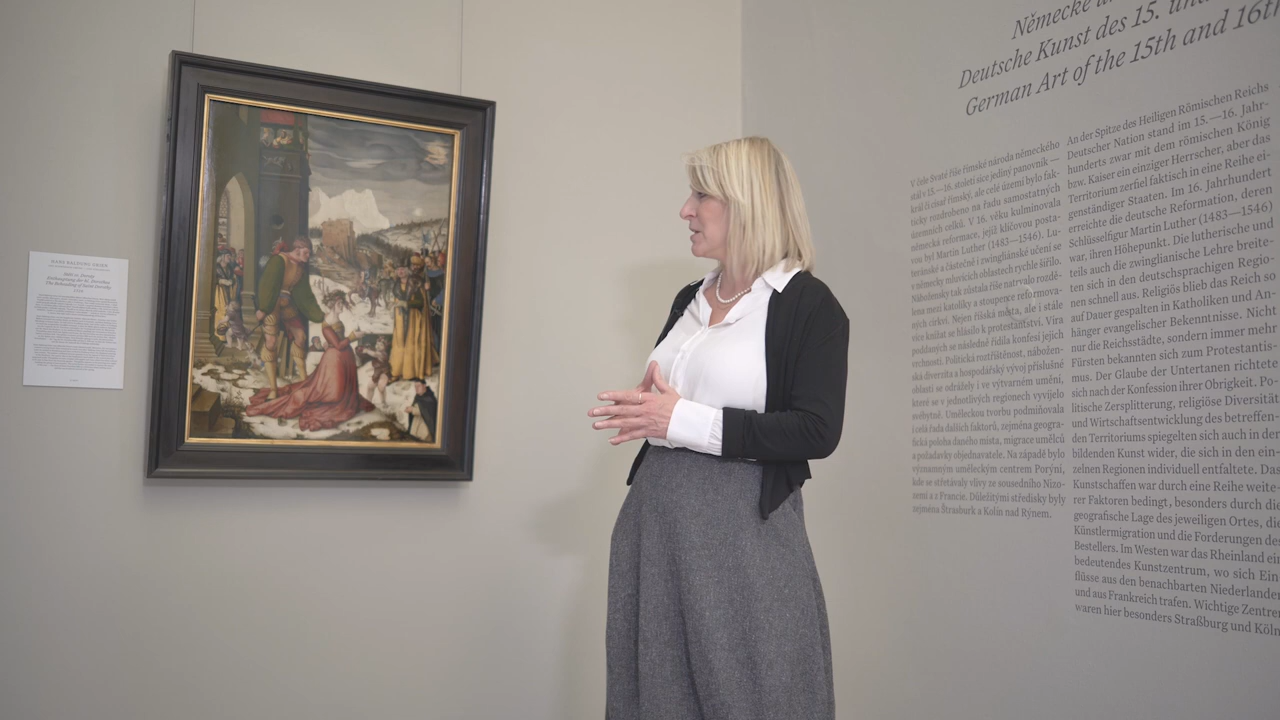 HANS BALDUNG GRIEN
Stětí sv. Doroty
Enthauptung der hl. Dorothea
The Beheading of Saint Dorothy
Německé
Deutsche Kunst des 15. und
German Art of the 15th and 16th
V čele Svaté říše římské národa německého
stál v 15.—16. století sice jediný panovník —
král či císař římský, ale celé území bylo fak-
ticky rozdrobeno na řadu samostatných
územních celků. V 16. věku kulminovala
německá reformace, jejíž klíčovou posta-
vou byl Martin Luther (1483—1546). Lu-
teránské a částečně i zwingliánské učení se
v německy mluvících oblastech rychle šířilo.
Nábožensky tak zůstala říše natrvalo rozdě-
lena mezi katolíky a stoupence reformova-
ných církví. Nejen říšská města, ale i stále
více knížat se hlásilo k protestantství. Víra
poddaných se následně řídila konfesí jejich
vrchnosti. Politická roztříštěnost, nábožen-
ská diverzita a hospodářský vývoj příslušné
oblasti se odrážely i ve výtvarném umění,
které se v jednotlivých regionech vyvíjelo
svébytně. Uměleckou tvorbu podmiňovala
i celá řada dalších faktorů, zejména geogra-
fická poloha daného místa, migrace umělců
a požadavky objednavatele. Na západě bylo
významným uměleckým centrem Porýní,
kde se střetávaly vlivy ze sousedního Nizo-
zemí a z Francie. Důležitými středisky byly
zejména Štrasburk a Kolín nad Rýnem.
An der Spitze des Heiligen Römischen Reichs
Deutscher Nation stand im 15.—16. Jahr-
hunderts zwar mit dem römischen König
bzw. Kaiser ein einziger Herrscher, aber das
Territorium zerfiel faktisch in eine Reihe ei-
genständiger Staaten. Im 16. Jahrhundert
erreichte die deutsche Reformation, deren
Schlüsselfigur Martin Luther (1483—1546)
war, ihren Höhepunkt. Die lutherische und
teils auch die zwinglianische Lehre breite-
ten sich in den deutschsprachigen Regio-
nen schnell aus. Religiös blieb das Reich so
auf Dauer gespalten in Katholiken und An-
hänger evangelischer Bekenntnisse. Nicht
nur die Reichsstädte, sondern immer mehr
Fürsten bekannten sich zum Protestantis-
mus. Der Glaube der Untertanen richtete
sich nach der Konfession ihrer Obrigkeit. Po-
litische Zersplitterung, religiöse Diversität
und Wirtschaftsentwicklung des betreffen-
den Territoriums spiegelten sich auch in der
bildenden Kunst wider, die sich in den ein-
zelnen Regionen individuell entfaltete. Das
Kunstschaffen war durch eine Reihe weite-
rer Faktoren bedingt, besonders durch die
geografische Lage des jeweiligen Ortes, die
Künstlermigration und die Forderungen des
Bestellers. Im Westen war das Rheinland ein
bedeutendes Kunstzentrum, wo sich Ein-
flüsse aus den benachbarten Niederlanden
und aus Frankreich trafen. Wichtige Zentren
waren hier besonders Straßburg und Köln